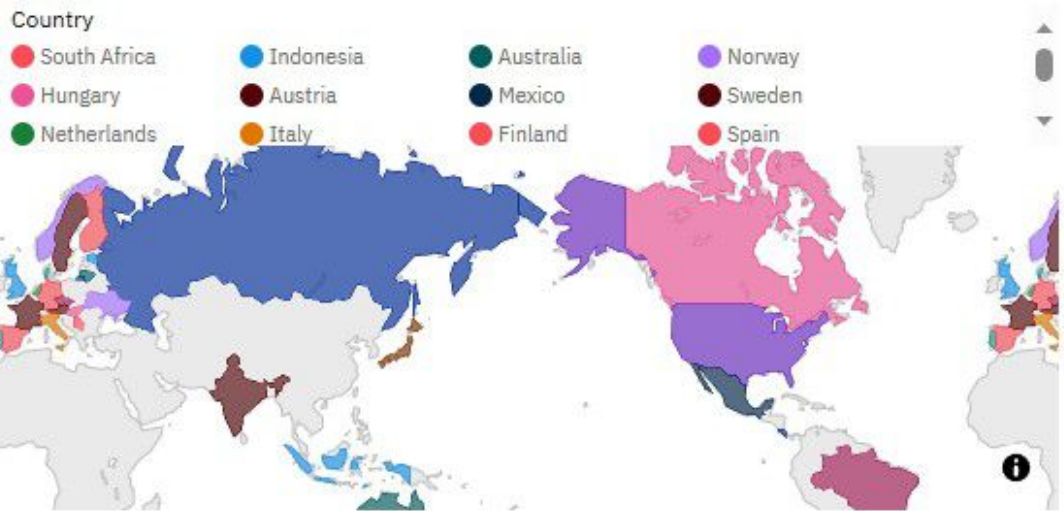 Country
South Africa Indonesia Australia Norway
Hungary Austria Mexico Sweden
Netherlands Italy Finland Spain